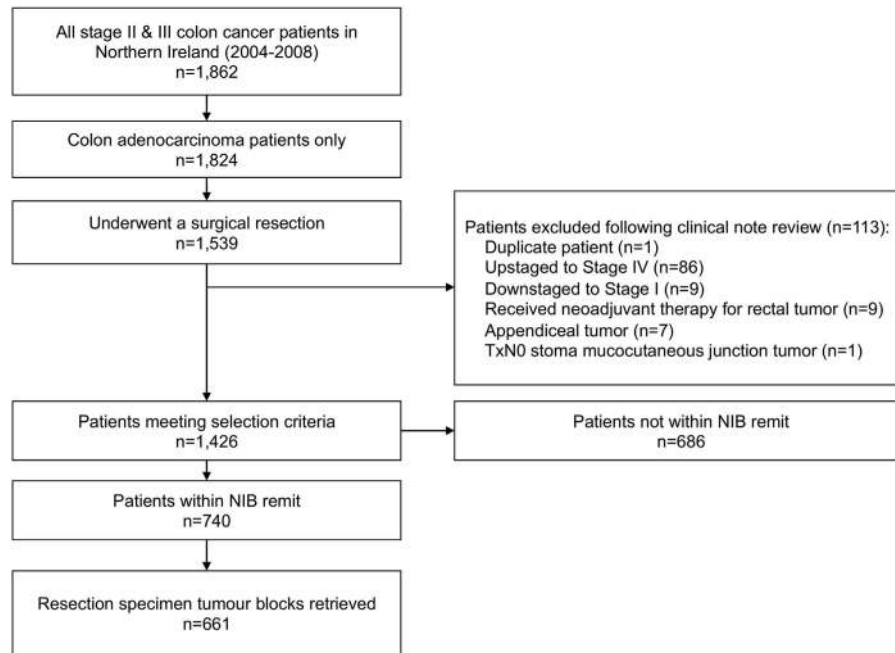 All stage II & III colon cancer patients in
Northern Ireland (2004-2008)
n=1,862
Colon adenocarcinoma patients only
n=1,824
Underwent a surgical resection
n=1,539
Patients excluded following clinical note review (n=113):
Duplicate patient (n=1)
Upstaged to Stage IV (n=86)
Downstaged to Stage I (n=9)
Received neoadjuvant therapy for rectal tumor (n=9)
Appendiceal tumor (n=7)
TxN0 stoma mucocutaneous junction tumor (n=1)
Patients meeting selection criteria
n=1,426
Patients not within NIB remit
n=686
Patients within NIB remit
n=740
Resection specimen tumour blocks retrieved
n=661